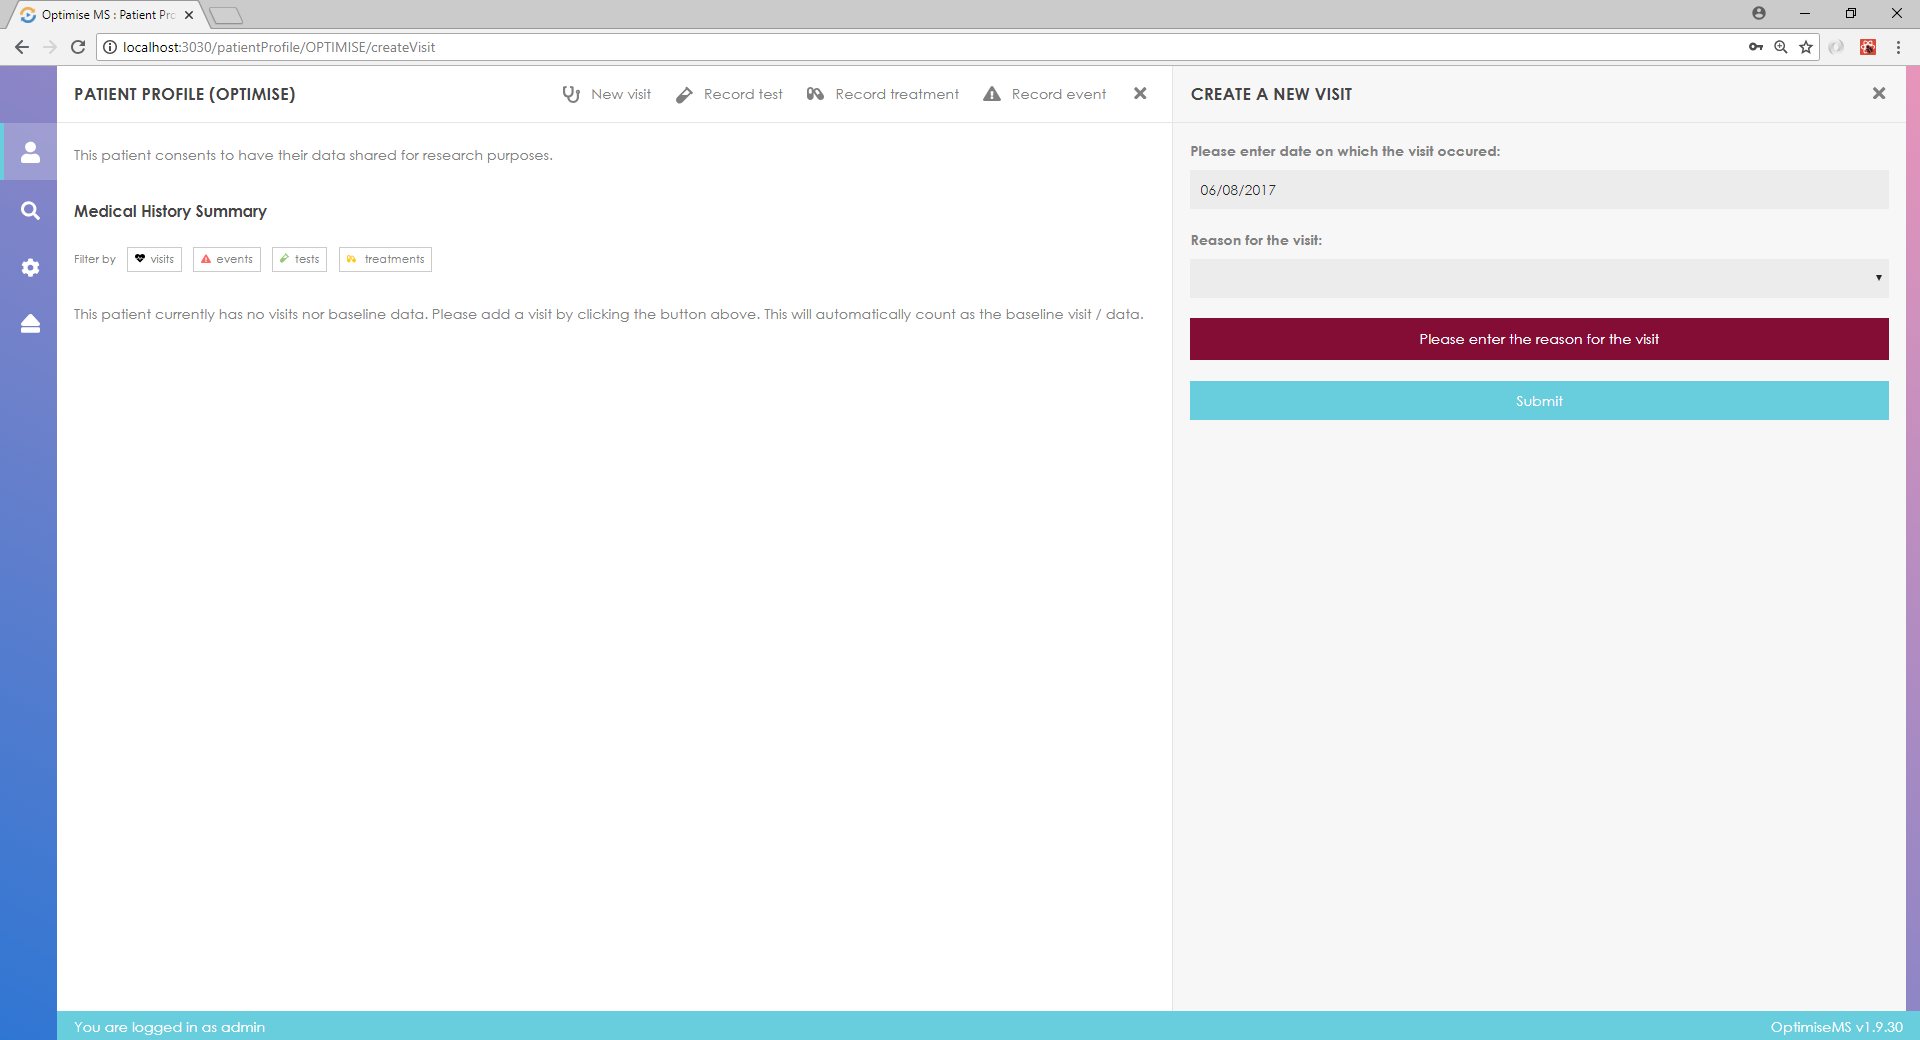 Optimise MS : Patient Pro
localhost:3030/patientProfile/OPTIMISE/createVisit
PATIENT PROFILE (OPTIMISE)
New visit
Record test
Record treatment
Record event
CREATE A NEW VISIT
This patient consents to have their data shared for research purposes.
Medical History Summary
Filter by visits events tests treatments
This patient currently has no visits nor baseline data. Please add a visit by clicking the button above. This will automatically count as the baseline visit / data.
Please enter date on which the visit occured:
06/08/2017
Reason for the visit:
Please enter the reason for the visit
Submit
You are logged in as admin
OptimiseMS v1.9.30